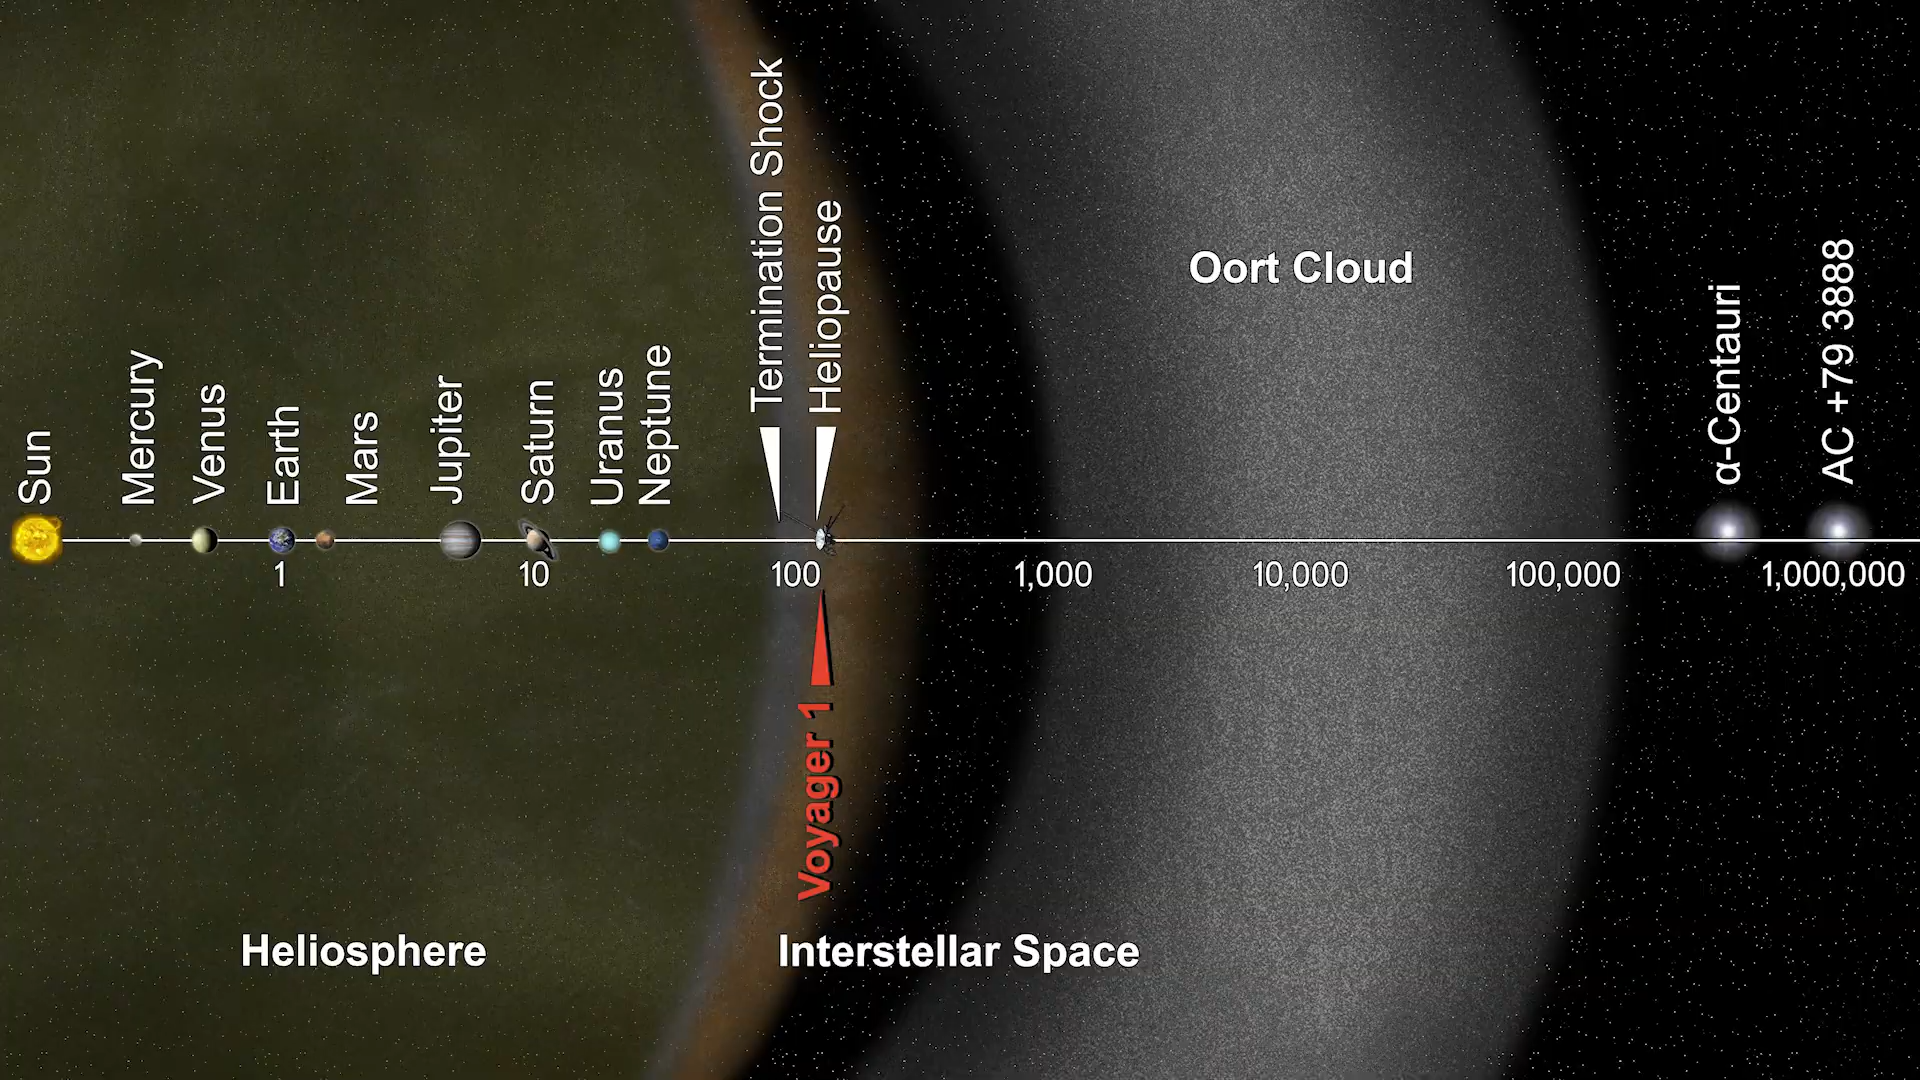 Sun
Mercury
Venus
Earth
Mars
Jupiter
Saturn
Uranus
Neptune
Termination Shock
Heliopause
Oort Cloud
α-Centauri
AC +79 3888
1
10
100
1,000
10,000
100,000
1,000,000
Voyager 1
Heliosphere
Interstellar Space